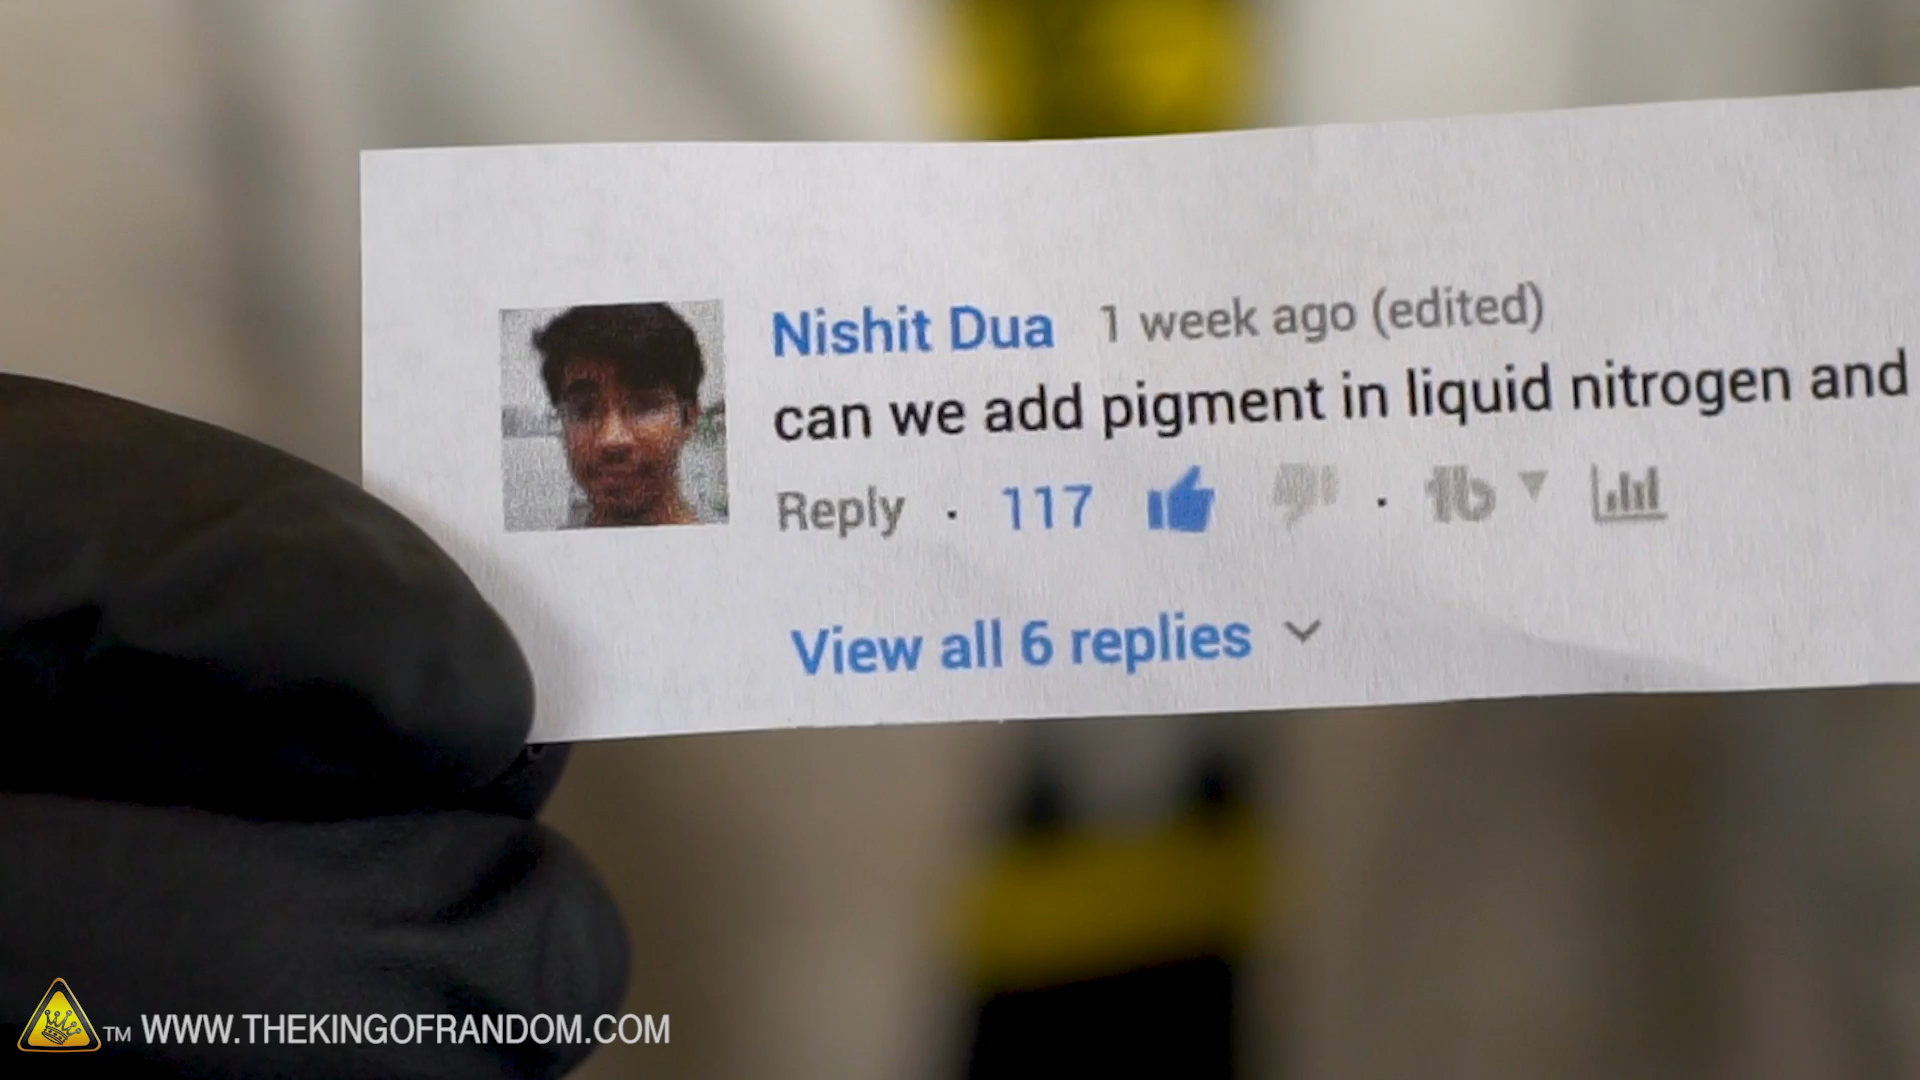 Nishit Dua 1 week ago (edited)
can we add pigment in liquid nitrogen and
Reply · 117 ·
View all 6 replies
TM WWW.THEKINGOFRANDOM.COM